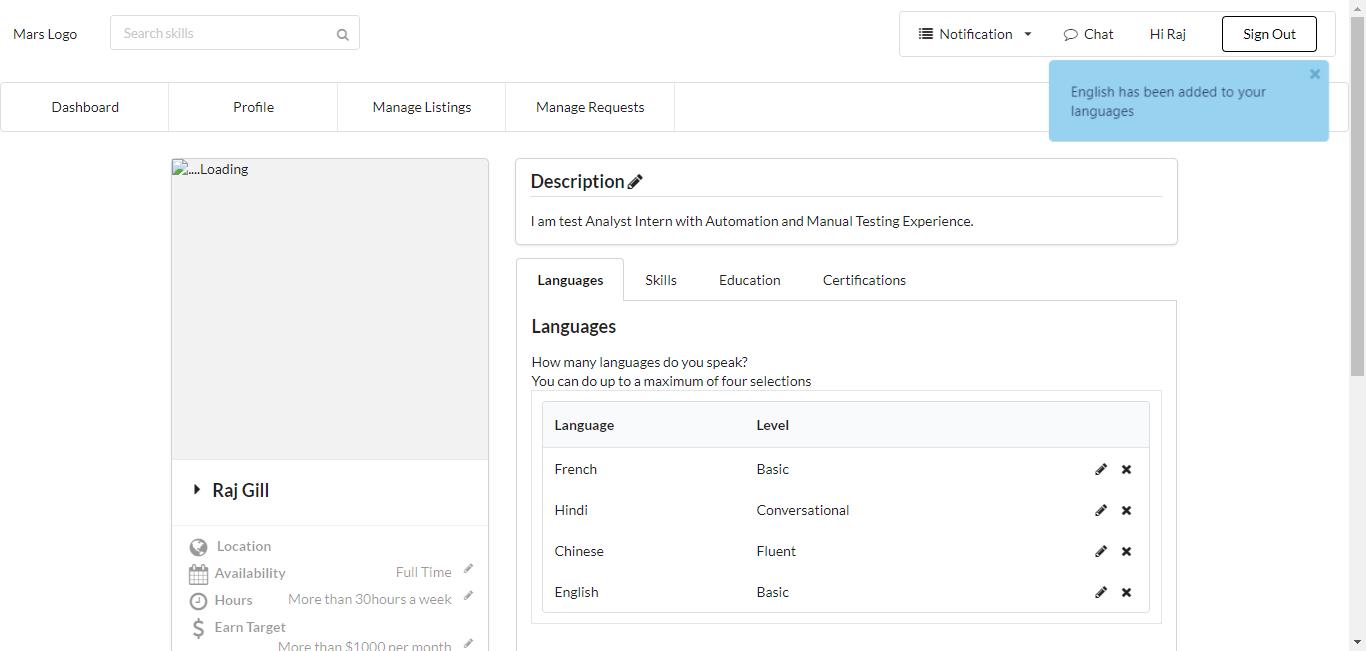 Mars Logo
Search skills
Notification
Chat
Hi Raj
Sign Out
English has been added to your
languages
Dashboard
Profile
Manage Listings
Manage Requests
....Loading
Description
I am test Analyst Intern with Automation and Manual Testing Experience.
Languages
Skills
Education
Certifications
Languages
How many languages do you speak?
You can do up to a maximum of four selections
Language Level
French Basic
Hindi Conversational
Chinese Fluent
English Basic
Raj Gill
Location
Availability Full Time
Hours More than 30hours a week
Earn Target
More than $1000 per month